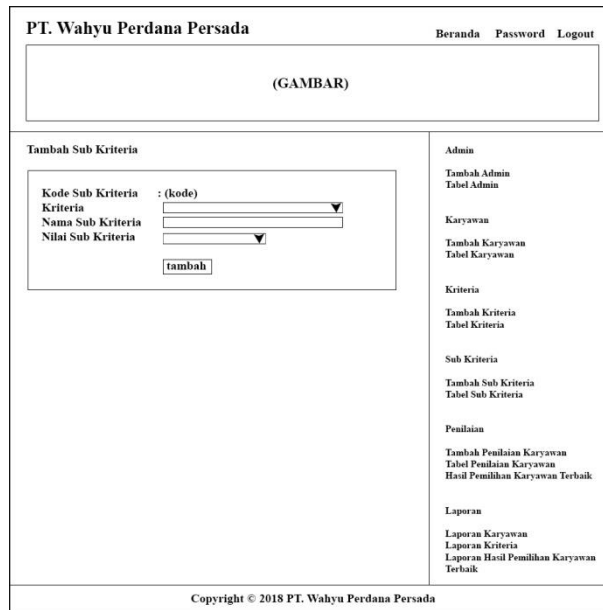 PT. Wahyu Perdana Persada
Beranda Password Logout
(GAMBAR)
Tambah Sub Kriteria
Kode Sub Kriteria : (kode)
Kriteria
Nama Sub Kriteria
Nilai Sub Kriteria
tambah
Admin
Tambah Admin
Tabel Admin
Karyawan
Tambah Karyawan
Tabel Karyawan
Kriteria
Tambah Kriteria
Tabel Kriteria
Sub Kriteria
Tambah Sub Kriteria
Tabel Sub Kriteria
Penilaian
Tambah Penilaian Karyawan
Tabel Penilaian Karyawan
Hasil Pemilihan Karyawan Terbaik
Laporan
Laporan Karyawan
Laporan Kriteria
Laporan Hasil Pemilihan Karyawan
Terbaik
Copyright © 2018 PT. Wahyu Perdana Persada